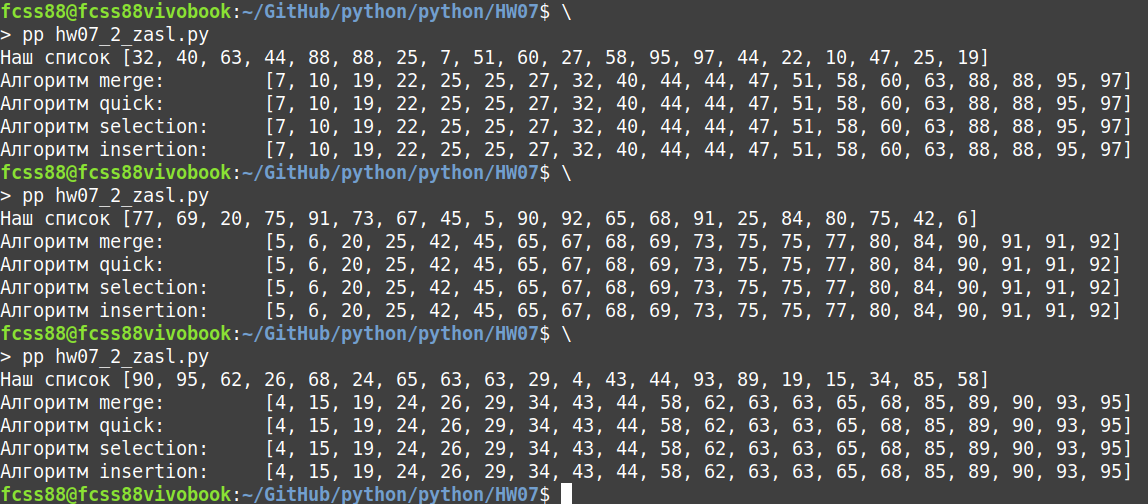 fcss88@fcss88vivobook:~/GitHub/python/python/HW07$ \
> pp hw07_2_zasl.py
Наш список [32, 40, 63, 44, 88, 88, 25, 7, 51, 60, 27, 58, 95, 97, 44, 22, 10, 47, 25, 19]
Алгоритм merge: [7, 10, 19, 22, 25, 25, 27, 32, 40, 44, 44, 47, 51, 58, 60, 63, 88, 88, 95, 97]
Алгоритм quick: [7, 10, 19, 22, 25, 25, 27, 32, 40, 44, 44, 47, 51, 58, 60, 63, 88, 88, 95, 97]
Алгоритм selection: [7, 10, 19, 22, 25, 25, 27, 32, 40, 44, 44, 47, 51, 58, 60, 63, 88, 88, 95, 97]
Алгоритм insertion: [7, 10, 19, 22, 25, 25, 27, 32, 40, 44, 44, 47, 51, 58, 60, 63, 88, 88, 95, 97]
fcss88@fcss88vivobook:~/GitHub/python/python/HW07$ \
> pp hw07_2_zasl.py
Наш список [77, 69, 20, 75, 91, 73, 67, 45, 5, 90, 92, 65, 68, 91, 25, 84, 80, 75, 42, 6]
Алгоритм merge: [5, 6, 20, 25, 42, 45, 65, 67, 68, 69, 73, 75, 75, 77, 80, 84, 90, 91, 91, 92]
Алгоритм quick: [5, 6, 20, 25, 42, 45, 65, 67, 68, 69, 73, 75, 75, 77, 80, 84, 90, 91, 91, 92]
Алгоритм selection: [5, 6, 20, 25, 42, 45, 65, 67, 68, 69, 73, 75, 75, 77, 80, 84, 90, 91, 91, 92]
Алгоритм insertion: [5, 6, 20, 25, 42, 45, 65, 67, 68, 69, 73, 75, 75, 77, 80, 84, 90, 91, 91, 92]
fcss88@fcss88vivobook:~/GitHub/python/python/HW07$ \
> pp hw07_2_zasl.py
Наш список [90, 95, 62, 26, 68, 24, 65, 63, 63, 29, 4, 43, 44, 93, 89, 19, 15, 34, 85, 58]
Алгоритм merge: [4, 15, 19, 24, 26, 29, 34, 43, 44, 58, 62, 63, 63, 65, 68, 85, 89, 90, 93, 95]
Алгоритм quick: [4, 15, 19, 24, 26, 29, 34, 43, 44, 58, 62, 63, 63, 65, 68, 85, 89, 90, 93, 95]
Алгоритм selection: [4, 15, 19, 24, 26, 29, 34, 43, 44, 58, 62, 63, 63, 65, 68, 85, 89, 90, 93, 95]
Алгоритм insertion: [4, 15, 19, 24, 26, 29, 34, 43, 44, 58, 62, 63, 63, 65, 68, 85, 89, 90, 93, 95]
fcss88@fcss88vivobook:~/GitHub/python/python/HW07$